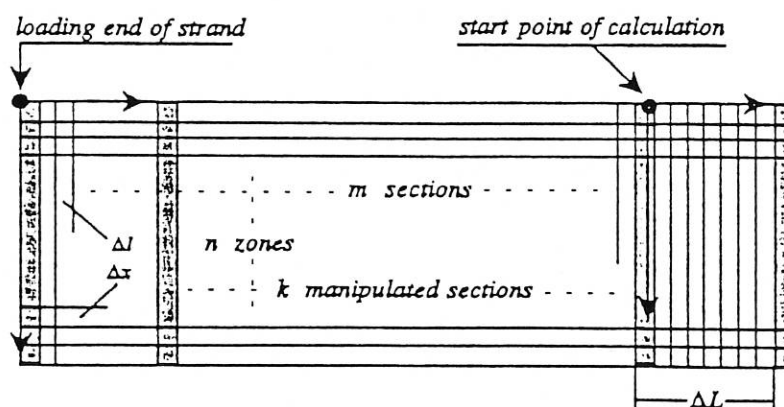 loading end of strand
start point of calculation
m sections
Δl
n zones
Δx
k manipulated sections
ΔL